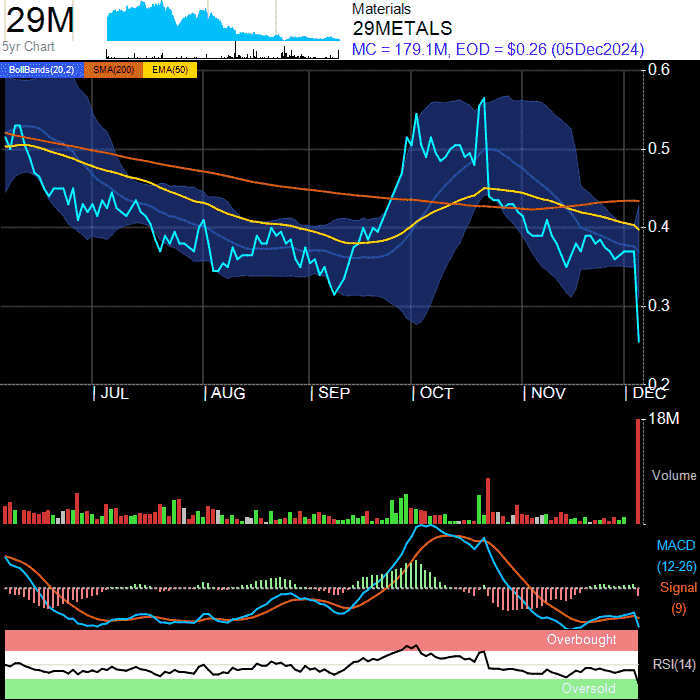 29M
5yr Chart
Materials
29METALS
MC = 179.1M, EOD = $0.26 (05Dec2024)
BollBands(20,2) SMA(200) EMA(50)
0.6
0.5
0.4
0.3
0.2
JUL AUG SEP OCT NOV DEC
18M
Volume
MACD
(12-26)
Signal
(9)
Overbought
RSI(14)
Oversold